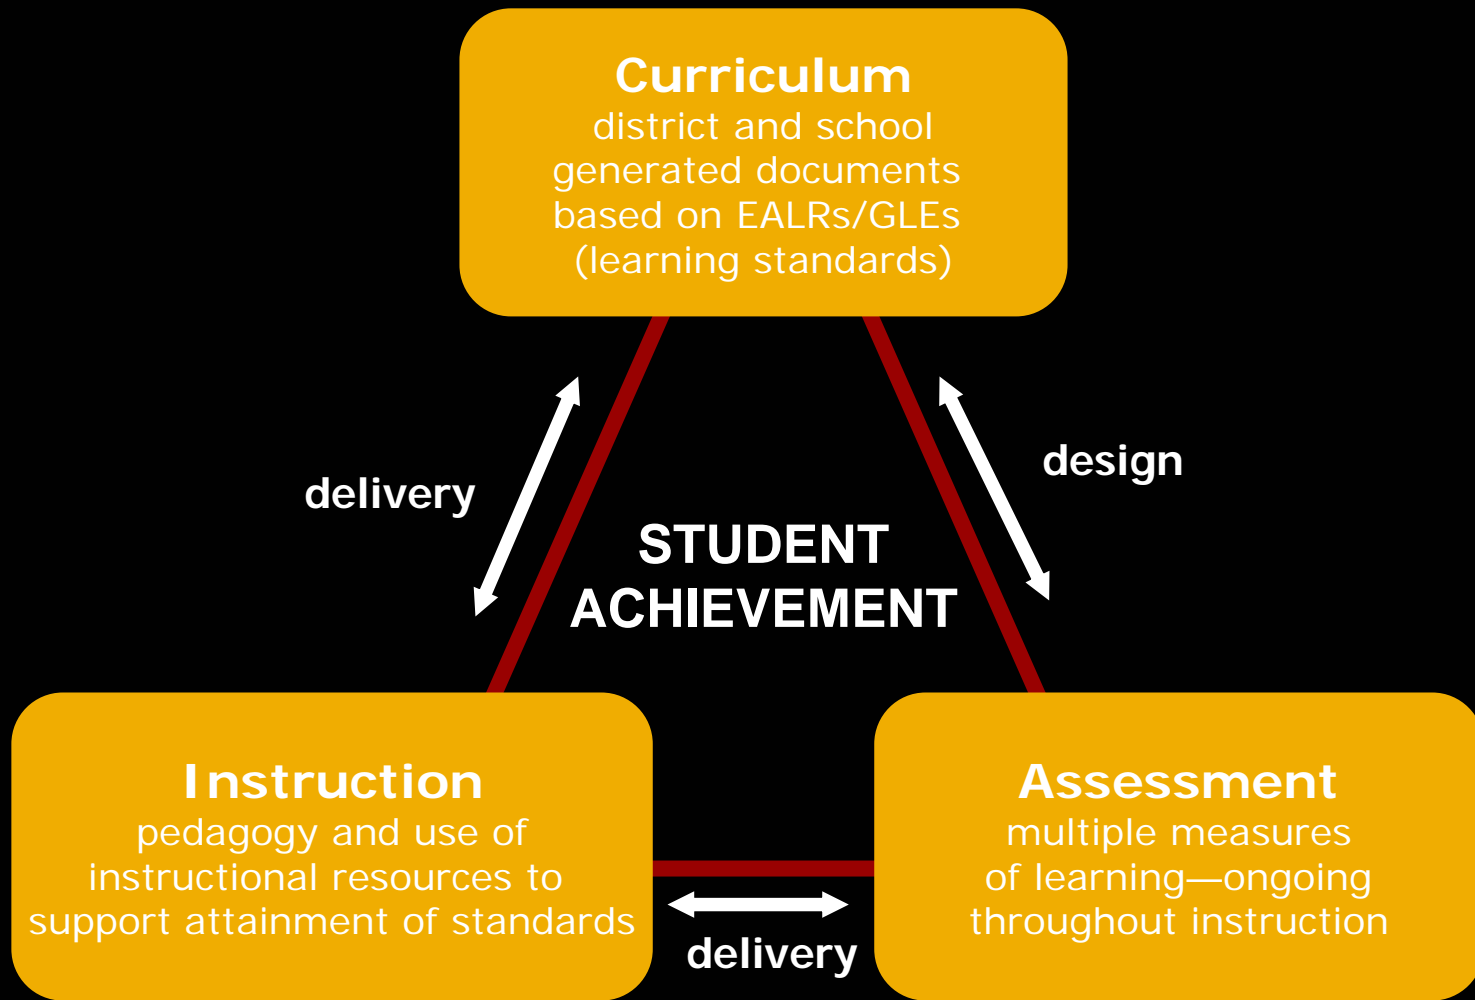 Curriculum
district and school
generated documents
based on EALRs/GLEs
(learning standards)
delivery
design
STUDENT
ACHIEVEMENT
Instruction
pedagogy and use of
instructional resources to
support attainment of standards
Assessment
multiple measures
of learning—ongoing
throughout instruction
delivery